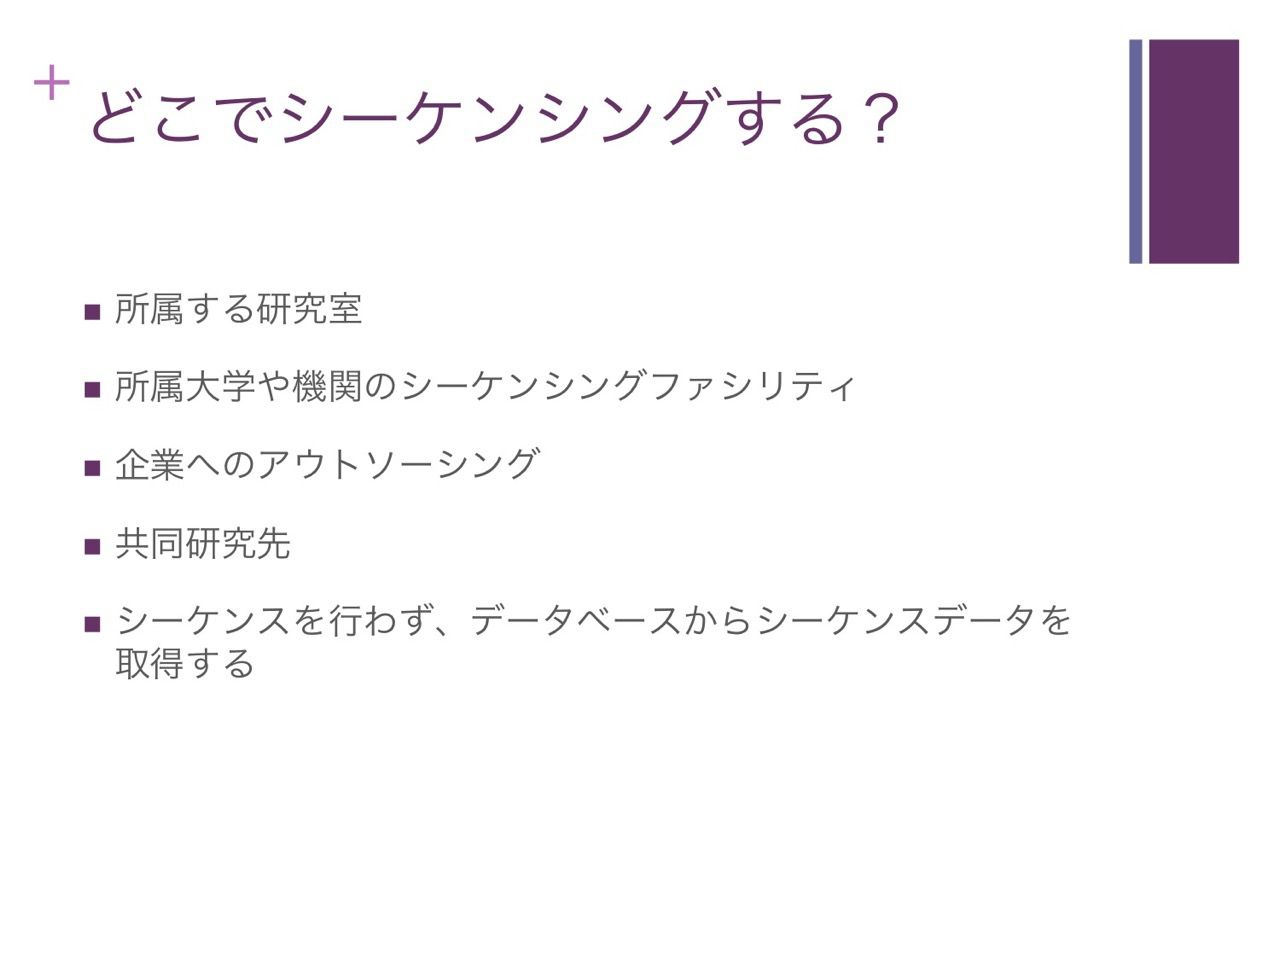 +
どこでシーケンシングする？
■ 所属する研究室
■ 所属大学や機関のシーケンシングファシリティ
■ 企業へのアウトソーシング
■ 共同研究先
■ シーケンスを行わず、データベースからシーケンスデータを
取得する